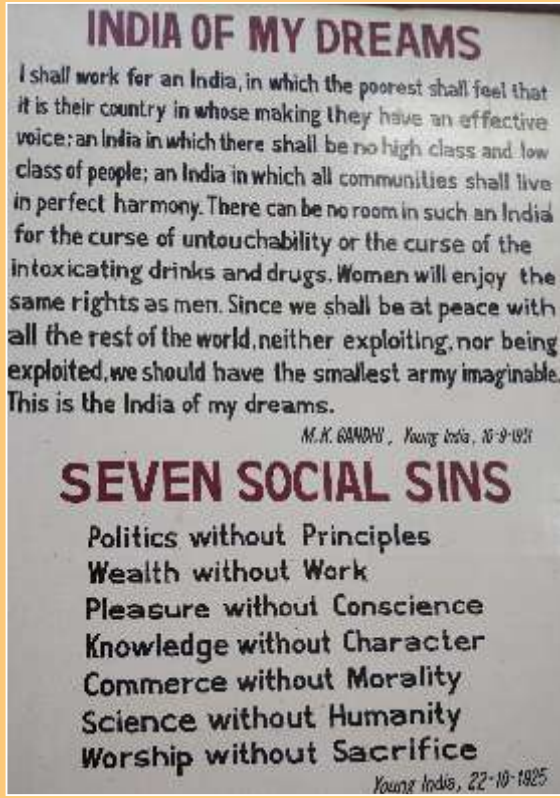 INDIA OF MY DREAMS
I shall work for an India, in which the poorest shall feel that
it is their country in whose making they have an effective
voice; an India in which there shall be no high class and low
class of people; an India in which all communities shall live
in perfect harmony. There can be no room in such an India
for the curse of untouchability or the curse of the
intoxicating drinks and drugs. Women will enjoy the
same rights as men. Since we shall be at peace with
all the rest of the world, neither exploiting, nor being
exploited, we should have the smallest army imaginable.
This is the India of my dreams.
M.K. GANDHI, Young India,
SEVEN SOCIAL SINS
Politics without Principles
Wealth without Work
Pleasure without Conscience
Knowledge without Character
Commerce without Morality
Science without Humanity
Worship without Sacrifice
Young India, 22-10-1925